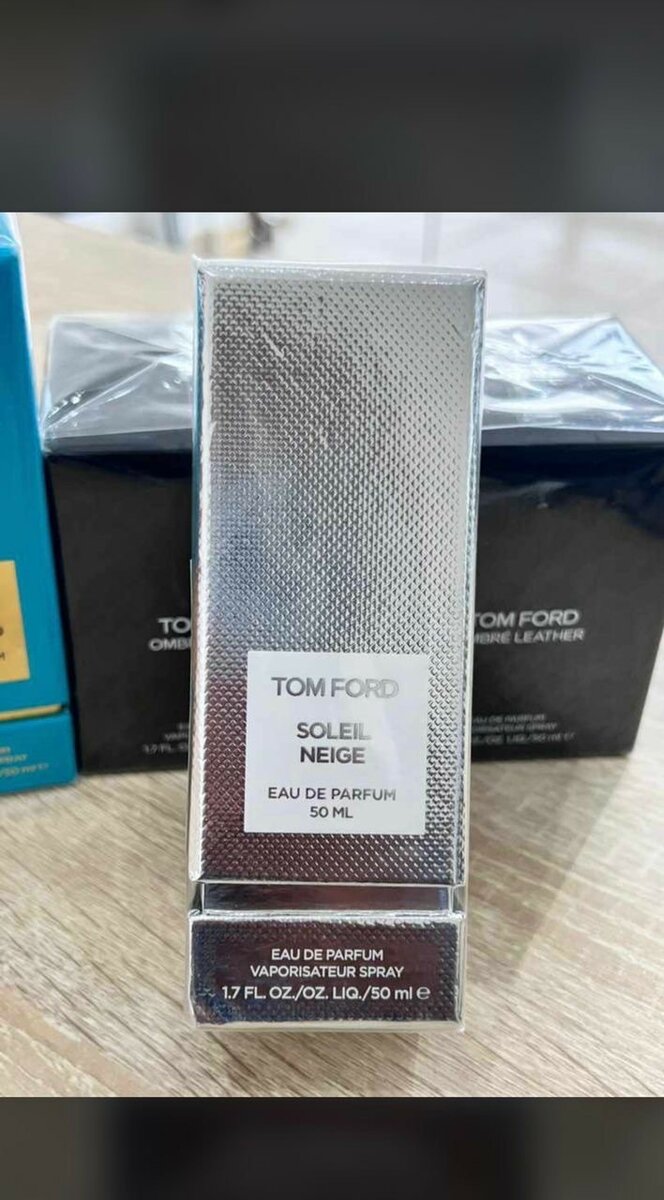 TOM FORD
SOLEIL
NEIGE
EAU DE PARFUM
50 ML
EAU DE PARFUM
VAPORISATEUR SPRAY
1.7 FL. OZ./OZ. LIQ./50 ml e
TOM FORD
LEATHER